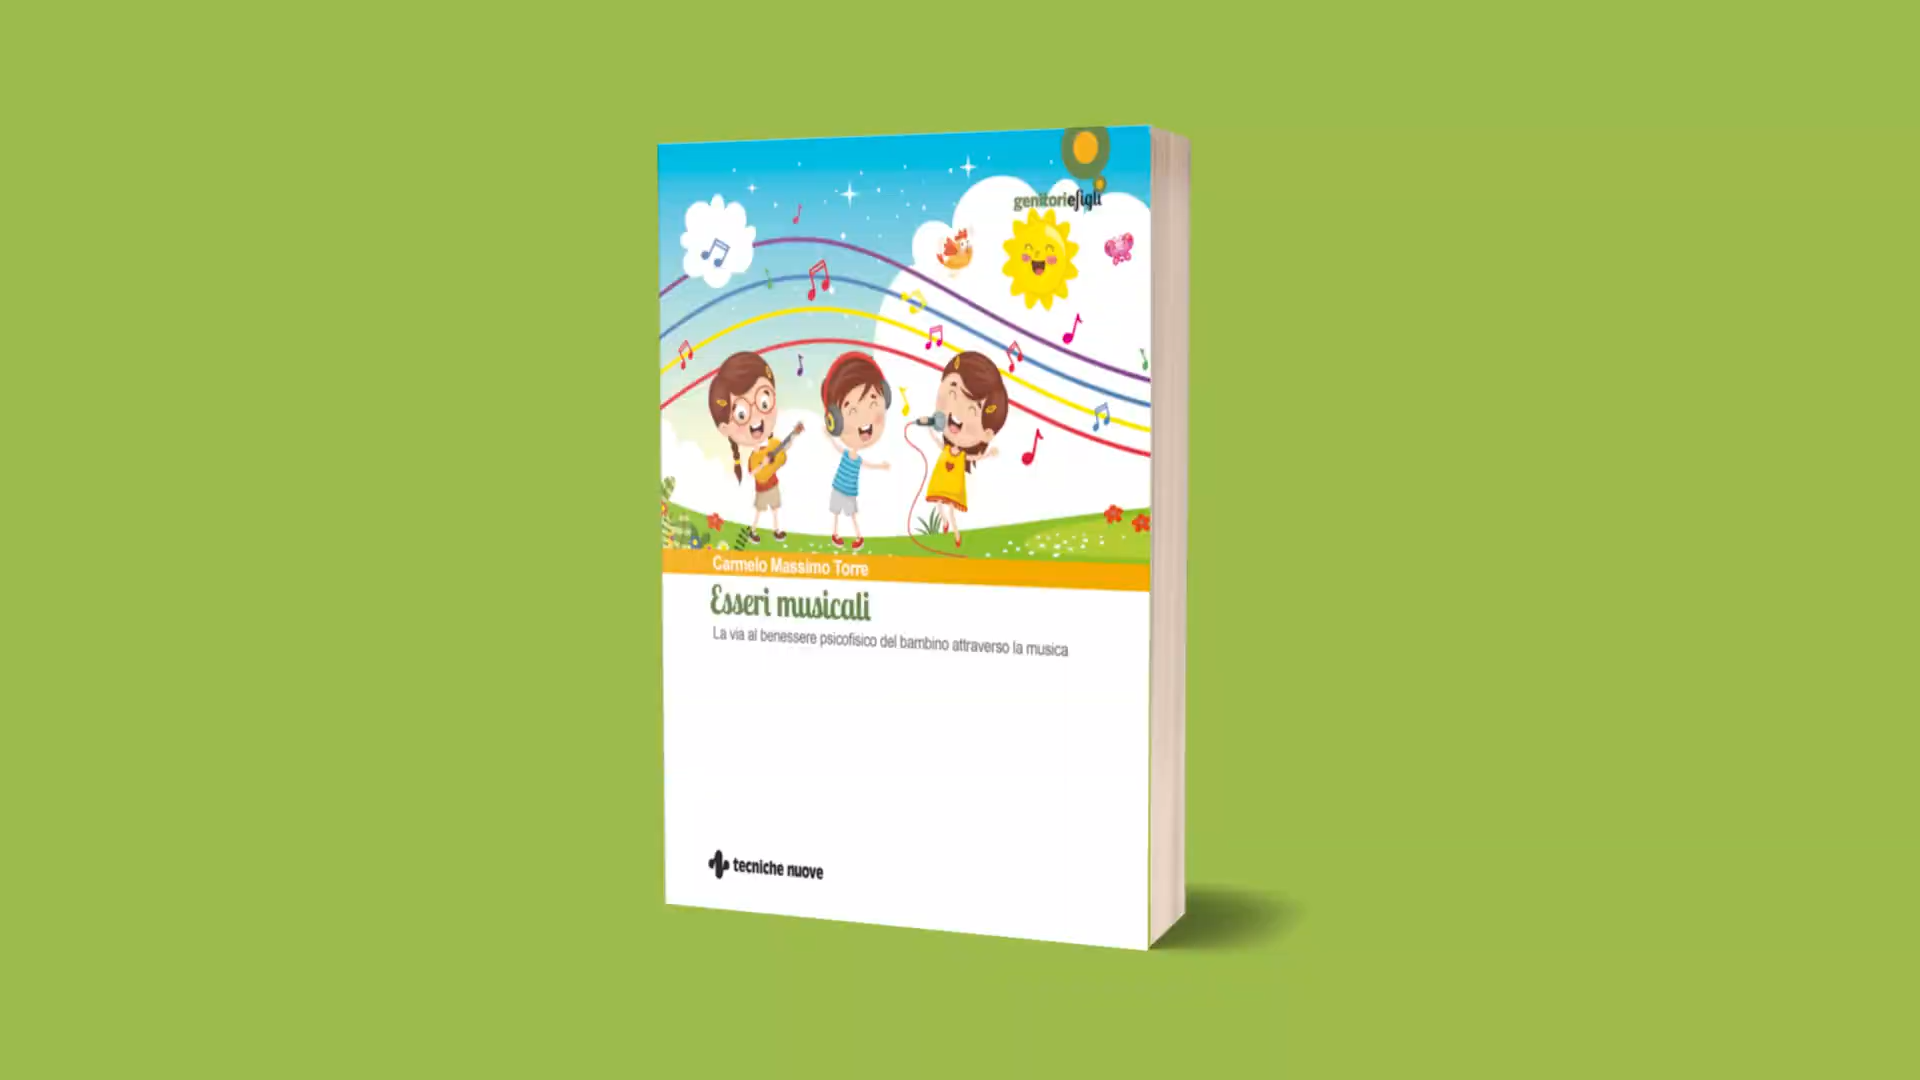 genitoriefigli
Carmelo Massimo Torre
Esseri musicali
La via al benessere psicofisico del bambino attraverso la musica
tecniche nuove